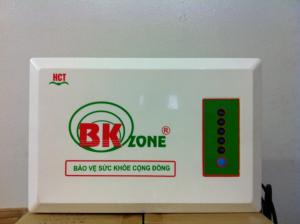 HCT
BK ZONE ®
BẢO VỆ SỨC KHỎE CỘNG ĐỒNG